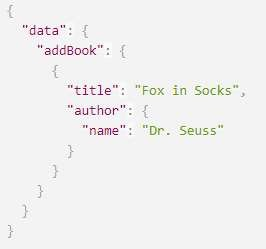 {
  "data": {
    "addBook": {
      {
        "title": "Fox in Socks",
        "author": {
          "name": "Dr. Seuss"
        }
      }
    }
  }
}